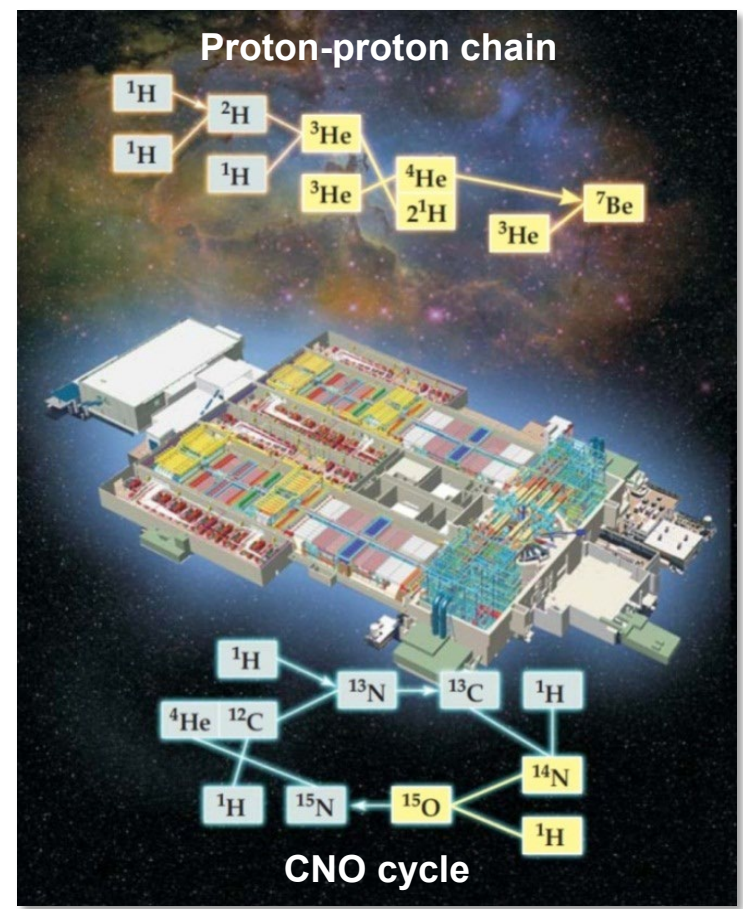 Proton-proton chain
¹H
²H
³He
¹H
¹H
³He
⁴He
2¹H
⁷Be
³He
¹H
¹³N
¹³C
¹H
⁴He ¹²C
¹⁴N
¹H
¹⁵N
¹⁵O
¹H
CNO cycle